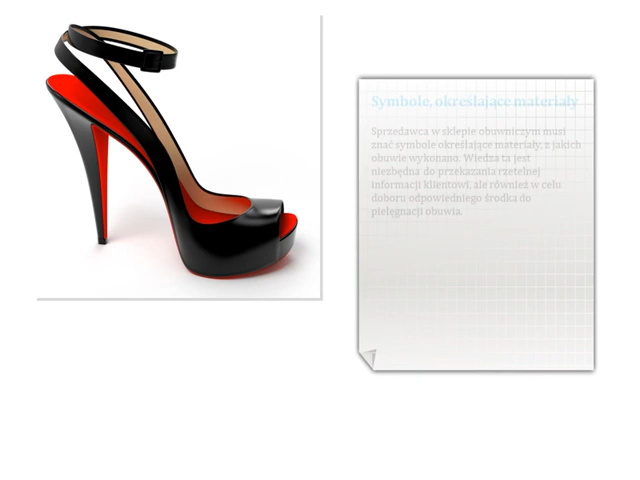 Symbole, określające materiały
Sprzedawca w sklepie obuwniczym musi
znać symbole określające materiały, z jakich
obuwie wykonano. Wiedza ta jest
niezbędna do przekazania rzetelnej
informacji klientowi, ale również w celu
doboru odpowiedniego środka do
pielęgnacji obuwia.